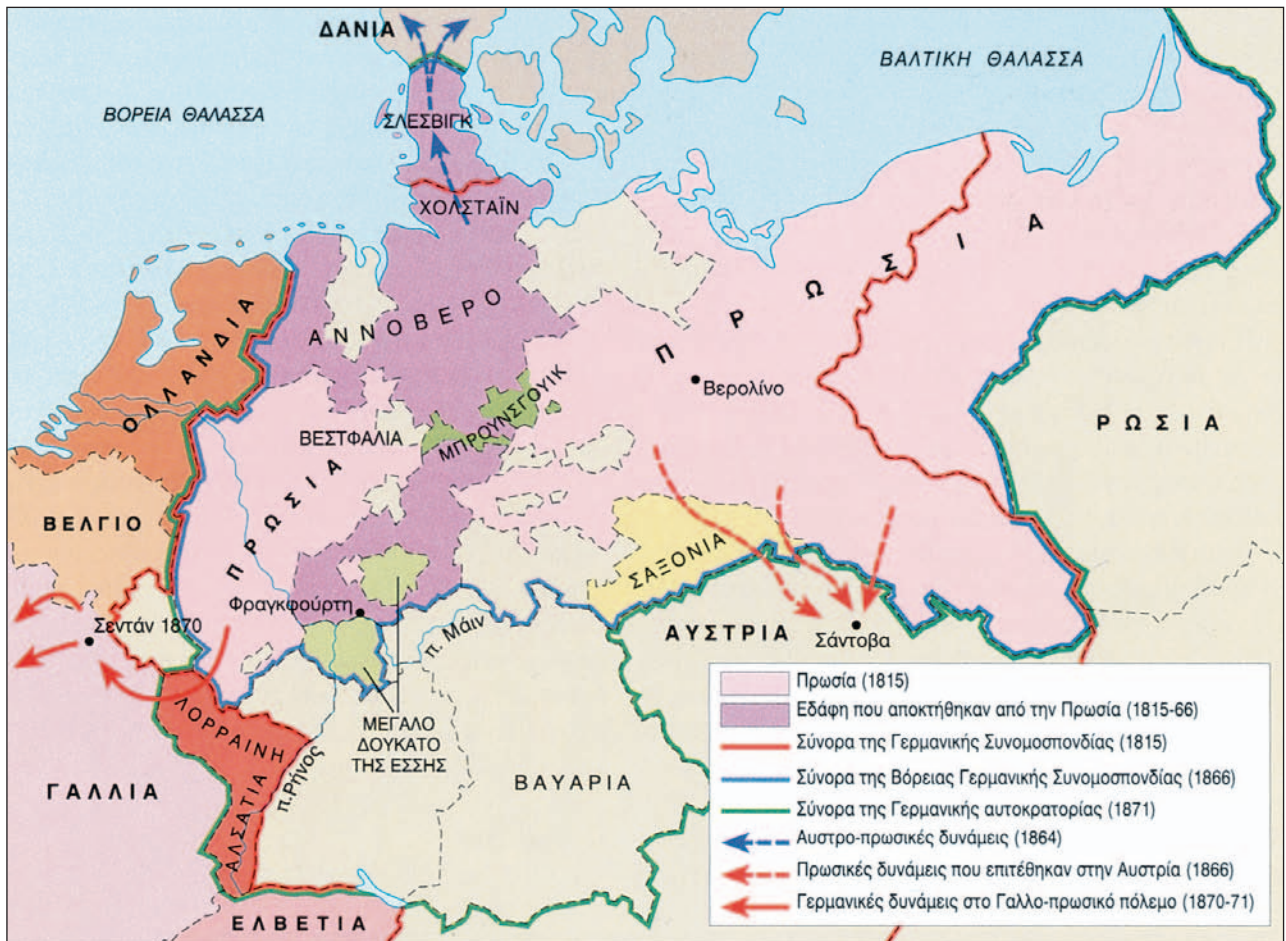 ΔΑΝΙΑ
ΒΑΛΤΙΚΗ ΘΑΛΑΣΣΑ
ΒΟΡΕΙΑ ΘΑΛΑΣΣΑ
ΣΛΕΣΒΙΓΚ
ΧΟΛΣΤΑΪΝ
ΠΡΩΣΙΑ
ΑΝΝΟΒΕΡΟ
ΟΛΛΑΝΔΙΑ
Βερολίνο
ΡΩΣΙΑ
ΜΠΡΟΥΝΣΓΟΥΙΚ
ΒΕΣΤΦΑΛΙΑ
ΠΡΩΣΙΑ
ΒΕΛΓΙΟ
ΣΑΞΟΝΙΑ
Φραγκφούρτη
Σεντάν 1870
π. Μάιν
ΑΥΣΤΡΙΑ
Σάντοβα
ΛΟΡΡΑΙΝΗ
ΜΕΓΑΛΟ
ΔΟΥΚΑΤΟ
ΤΗΣ ΕΣΣΗΣ
π.Ρήνος
ΒΑΥΑΡΙΑ
ΓΑΛΛΙΑ
ΑΛΣΑΤΙΑ
ΕΛΒΕΤΙΑ
Πρωσία (1815)
Εδάφη που αποκτήθηκαν από την Πρωσία (1815-66)
Σύνορα της Γερμανικής Συνομοσπονδίας (1815)
Σύνορα της Βόρειας Γερμανικής Συνομοσπονδίας (1866)
Σύνορα της Γερμανικής αυτοκρατορίας (1871)
Αυστρο-πρωσικές δυνάμεις (1864)
Πρωσικές δυνάμεις που επιτέθηκαν στην Αυστρία (1866)
Γερμανικές δυνάμεις στο Γαλλο-πρωσικό πόλεμο (1870-71)